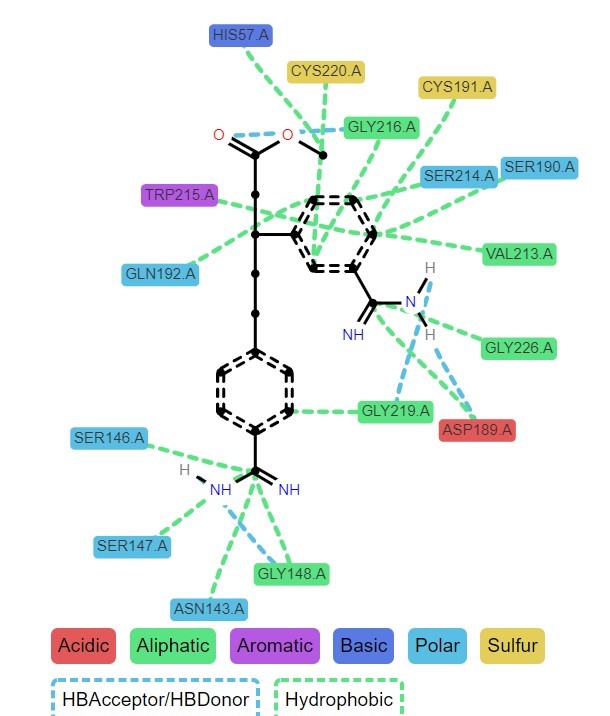 HIS57.A
CYS220.A
CYS191.A
O O GLY216.A
SER190.A
SER214.A
TRP215.A
VAL213.A
GLN192.A
H
N
NH H
GLY226.A
GLY219.A
ASP189.A
SER146.A
H
NH NH
SER147.A
GLY148.A
ASN143.A
Acidic Aliphatic Aromatic Basic Polar Sulfur
HBAcceptor/HBDonor Hydrophobic